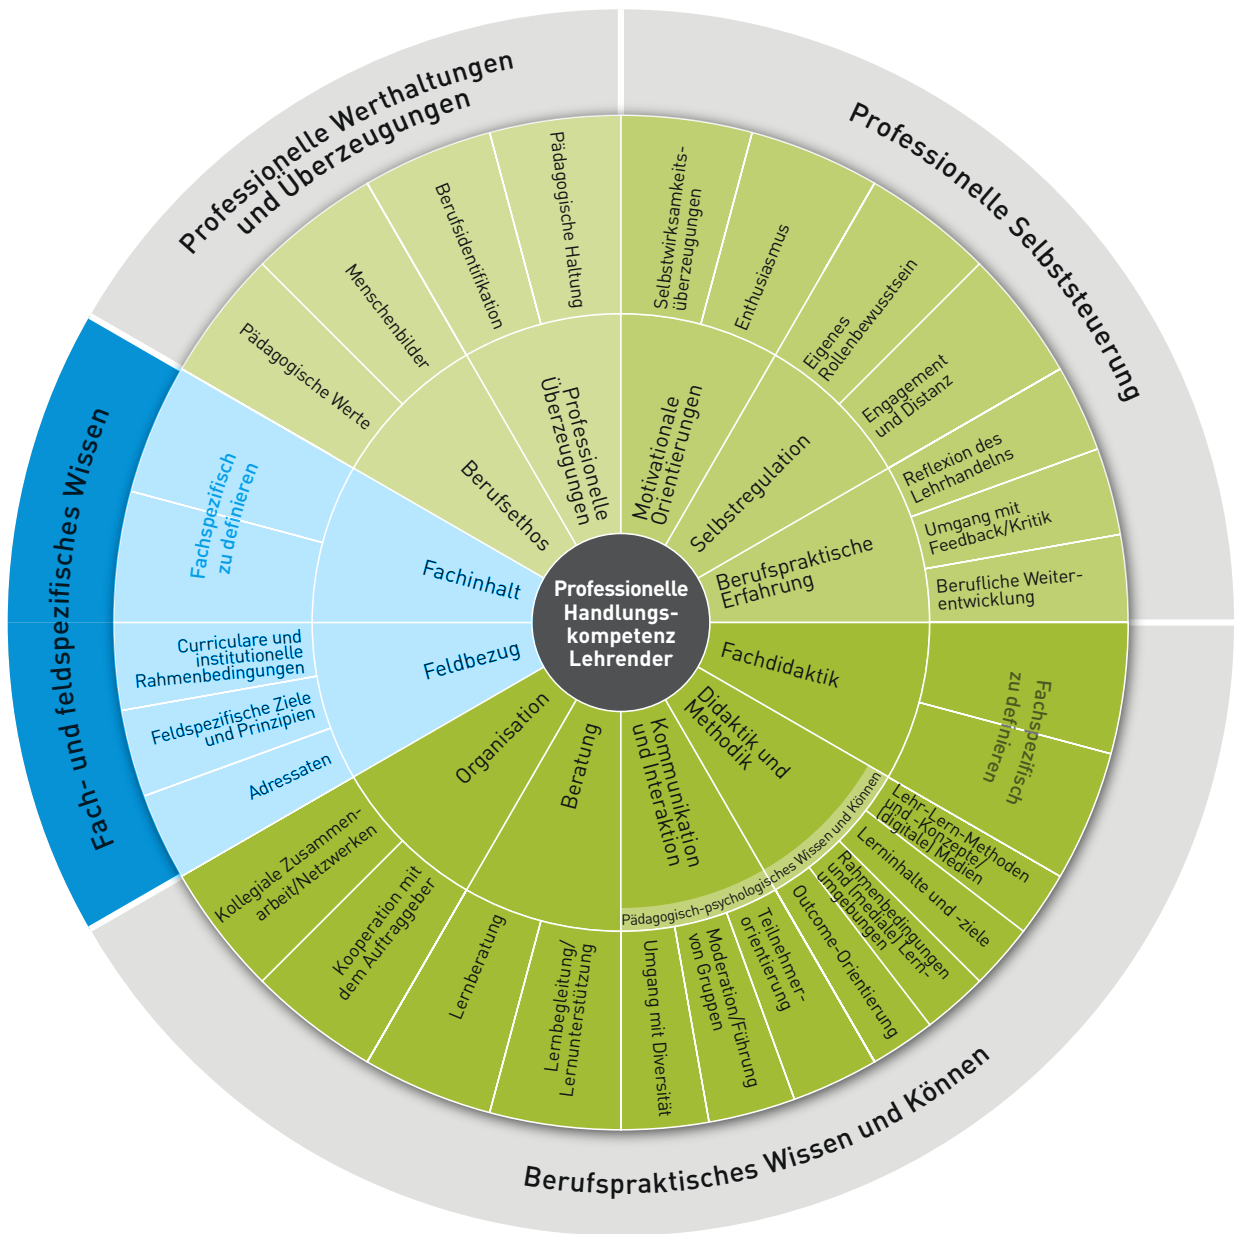 Professionelle Werthaltungen
und Überzeugungen
Professionelle Selbststeuerung
Berufspraktisches Wissen und Können
Fach- und feldspezifisches Wissen
Professionelle
Handlungs-
kompetenz
Lehrender
Motivationale
Orientierungen
Selbstwirksamkeits-
überzeugungen
Enthusiasmus
Selbstregulation
Eigenes
Rollenbewusstsein
Engagement
und Distanz
Berufspraktische
Erfahrung
Reflexion des
Lehrhandelns
Umgang mit
Feedback/Kritik
Berufliche Weiter-
entwicklung
Fachdidaktik
Fachspezifisch
zu definieren
Didaktik und
Methodik
Pädagogisch-psychologisches Wissen und Können
Lehr-Lern-Methoden
und -Konzepte/
(digitale) Medien
Lerninhalte und -ziele
Rahmenbedingungen
und (mediale) Lern-
umgebungen
Outcome-Orientierung
Kommunikation
und Interaktion
Teilnehmer-
orientierung
Moderation/Führung
von Gruppen
Umgang mit Diversität
Beratung
Lernbegleitung/
Lernunterstützung
Lernberatung
Organisation
Kooperation mit
dem Auftraggeber
Kollegiale Zusammen-
arbeit/Netzwerken
Feldbezug
Adressaten
Feldspezifische Ziele
und Prinzipien
Curriculare und
institutionelle
Rahmenbedingungen
Fachinhalt
Fachspezifisch
zu definieren
Berufsethos
Pädagogische Werte
Menschenbilder
Professionelle
Überzeugungen
Berufsidentifikation
Pädagogische Haltung